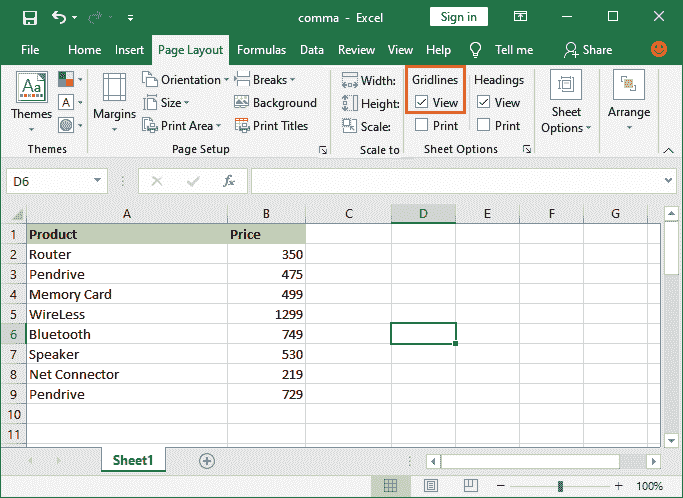 comma - Excel Sign in
File Home Insert Page Layout Formulas Data Review View Help Tell me Share
Orientation Breaks Width: Gridlines Headings
Themes Margins Size Background Height: View View Sheet Options Arrange
Print Area Print Titles Scale: Print Print
Themes Page Setup Scale to Sheet Options
D6 fx
A B C D E F G
1 Product Price
2 Router 350
3 Pendrive 475
4 Memory Card 499
5 WireLess 1299
6 Bluetooth 749
7 Speaker 530
8 Net Connector 219
9 Pendrive 729
10
11
Sheet1
100%